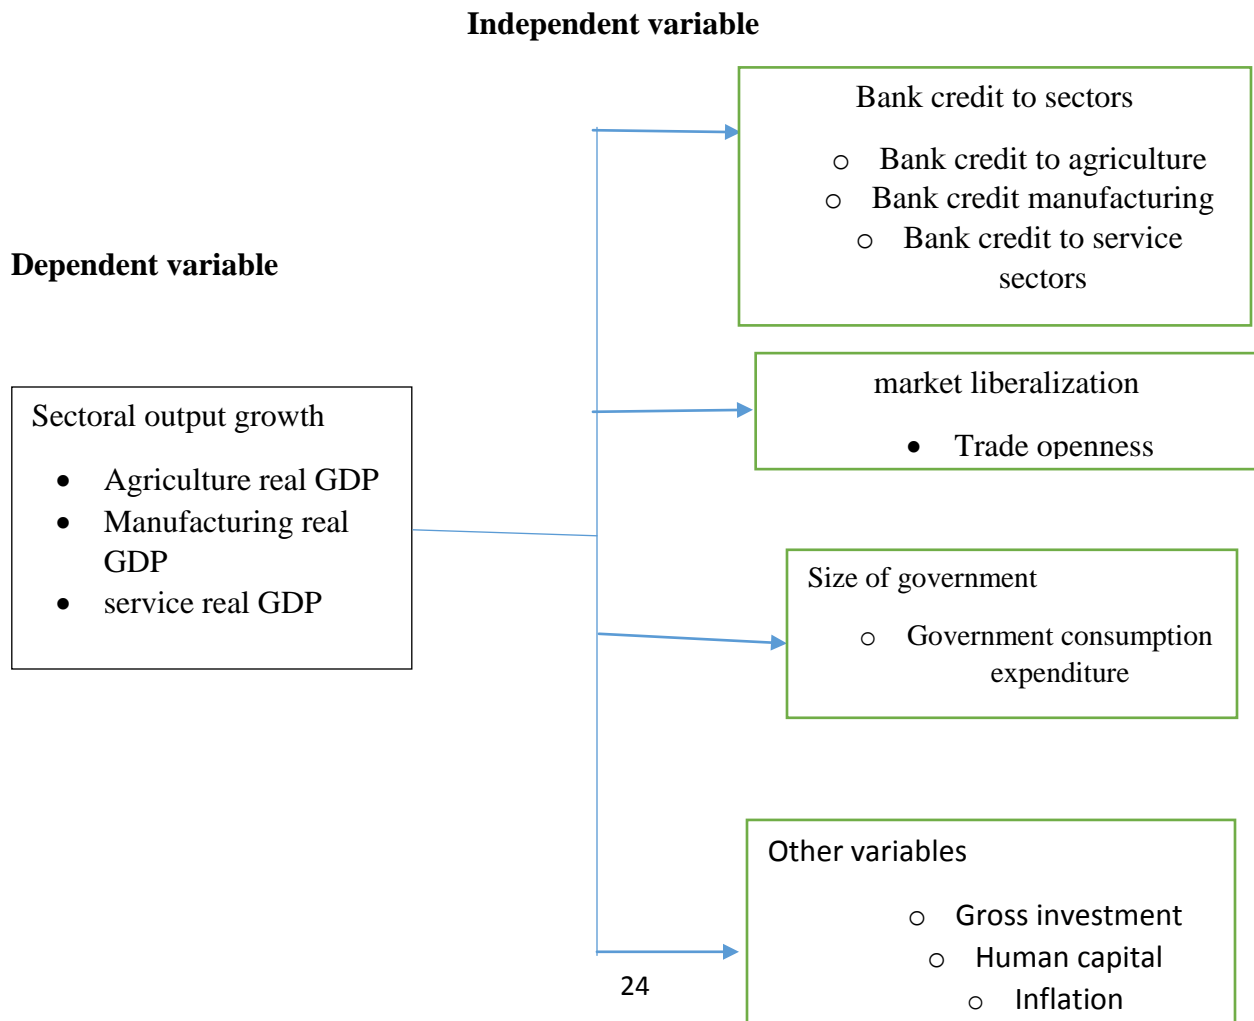 Independent variable
Bank credit to sectors
o Bank credit to agriculture
o Bank credit manufacturing
o Bank credit to service
sectors
Dependent variable
market liberalization
• Trade openness
Sectoral output growth
• Agriculture real GDP
• Manufacturing real
GDP
• service real GDP
Size of government
o Government consumption
expenditure
Other variables
o Gross investment
o Human capital
o Inflation
24